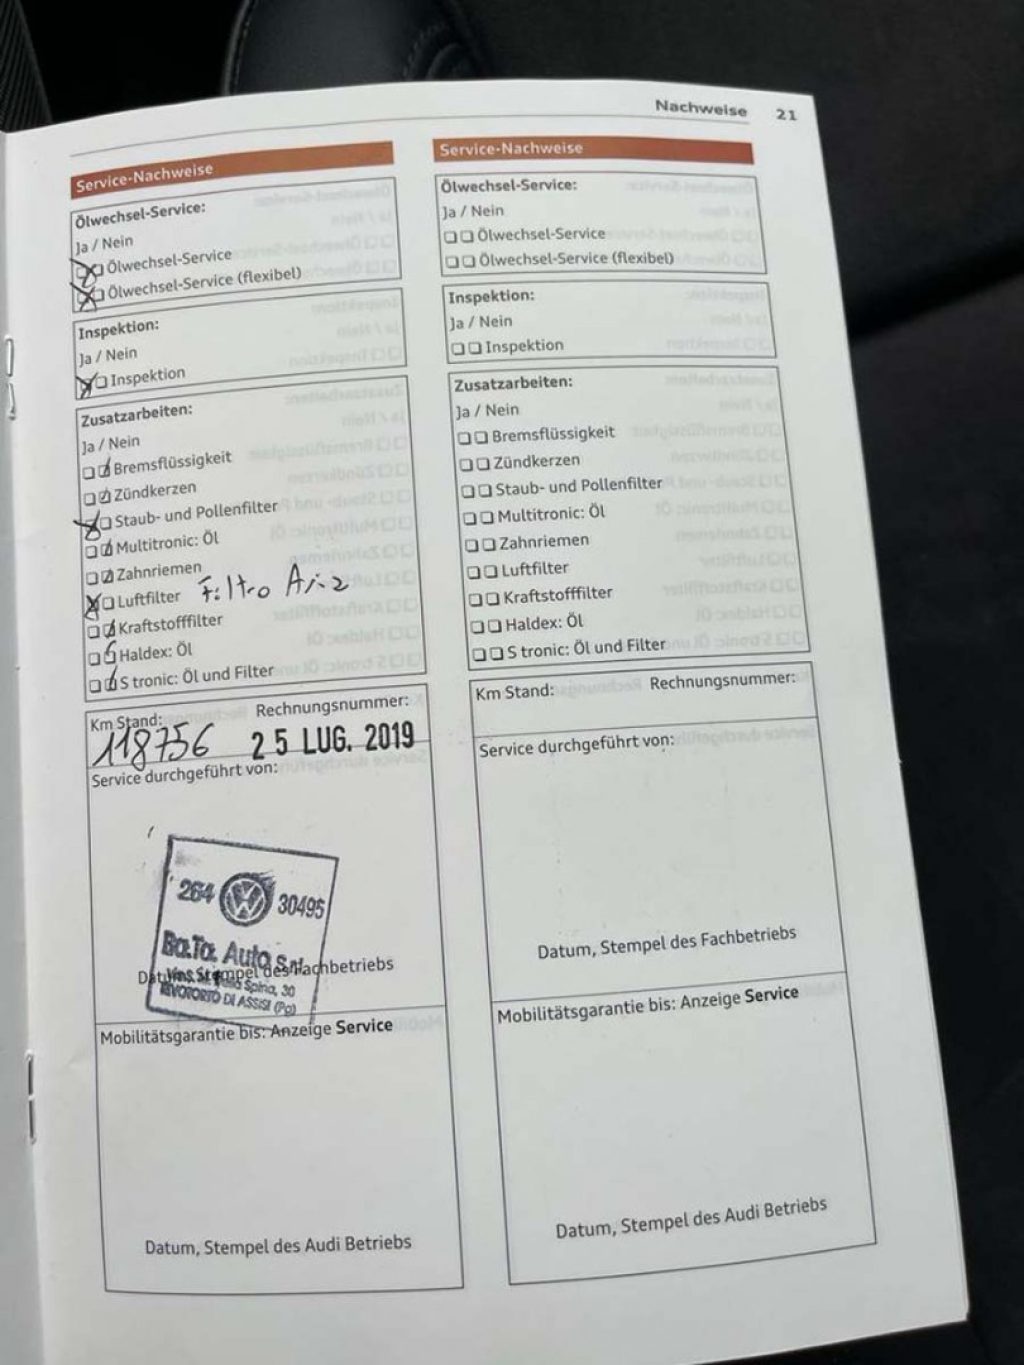 Nachweise 21
Service-Nachweise
Ölwechsel-Service:
Ja / Nein
Ölwechsel-Service
Ölwechsel-Service (flexibel)
Inspektion:
Ja / Nein
Inspektion
Zusatzarbeiten:
Ja / Nein
Bremsflüssigkeit
Zündkerzen
Staub- und Pollenfilter
Multitronic: Öl
Zahnriemen
Luftfilter Filtro Aria
Kraftstofffilter
Haldex: Öl
S tronic: Öl und Filter
Km Stand: Rechnungsnummer:
118756 25 LUG. 2019
Service durchgeführt von:
264 30495
Ba.Ta. Auto S.r.l.
Datum, Stempel des Fachbetriebs
Spina, 30
RIVOTORTO DI ASSISI (Pg)
Mobilitätsgarantie bis: Anzeige Service
Datum, Stempel des Audi Betriebs
Service-Nachweise
Ölwechsel-Service:
Ja / Nein
Ölwechsel-Service
Ölwechsel-Service (flexibel)
Inspektion:
Ja / Nein
Inspektion
Zusatzarbeiten:
Ja / Nein
Bremsflüssigkeit
Zündkerzen
Staub- und Pollenfilter
Multitronic: Öl
Zahnriemen
Luftfilter
Kraftstofffilter
Haldex: Öl
S tronic: Öl und Filter
Km Stand: Rechnungsnummer:
Service durchgeführt von:
Datum, Stempel des Fachbetriebs
Mobilitätsgarantie bis: Anzeige Service
Datum, Stempel des Audi Betriebs